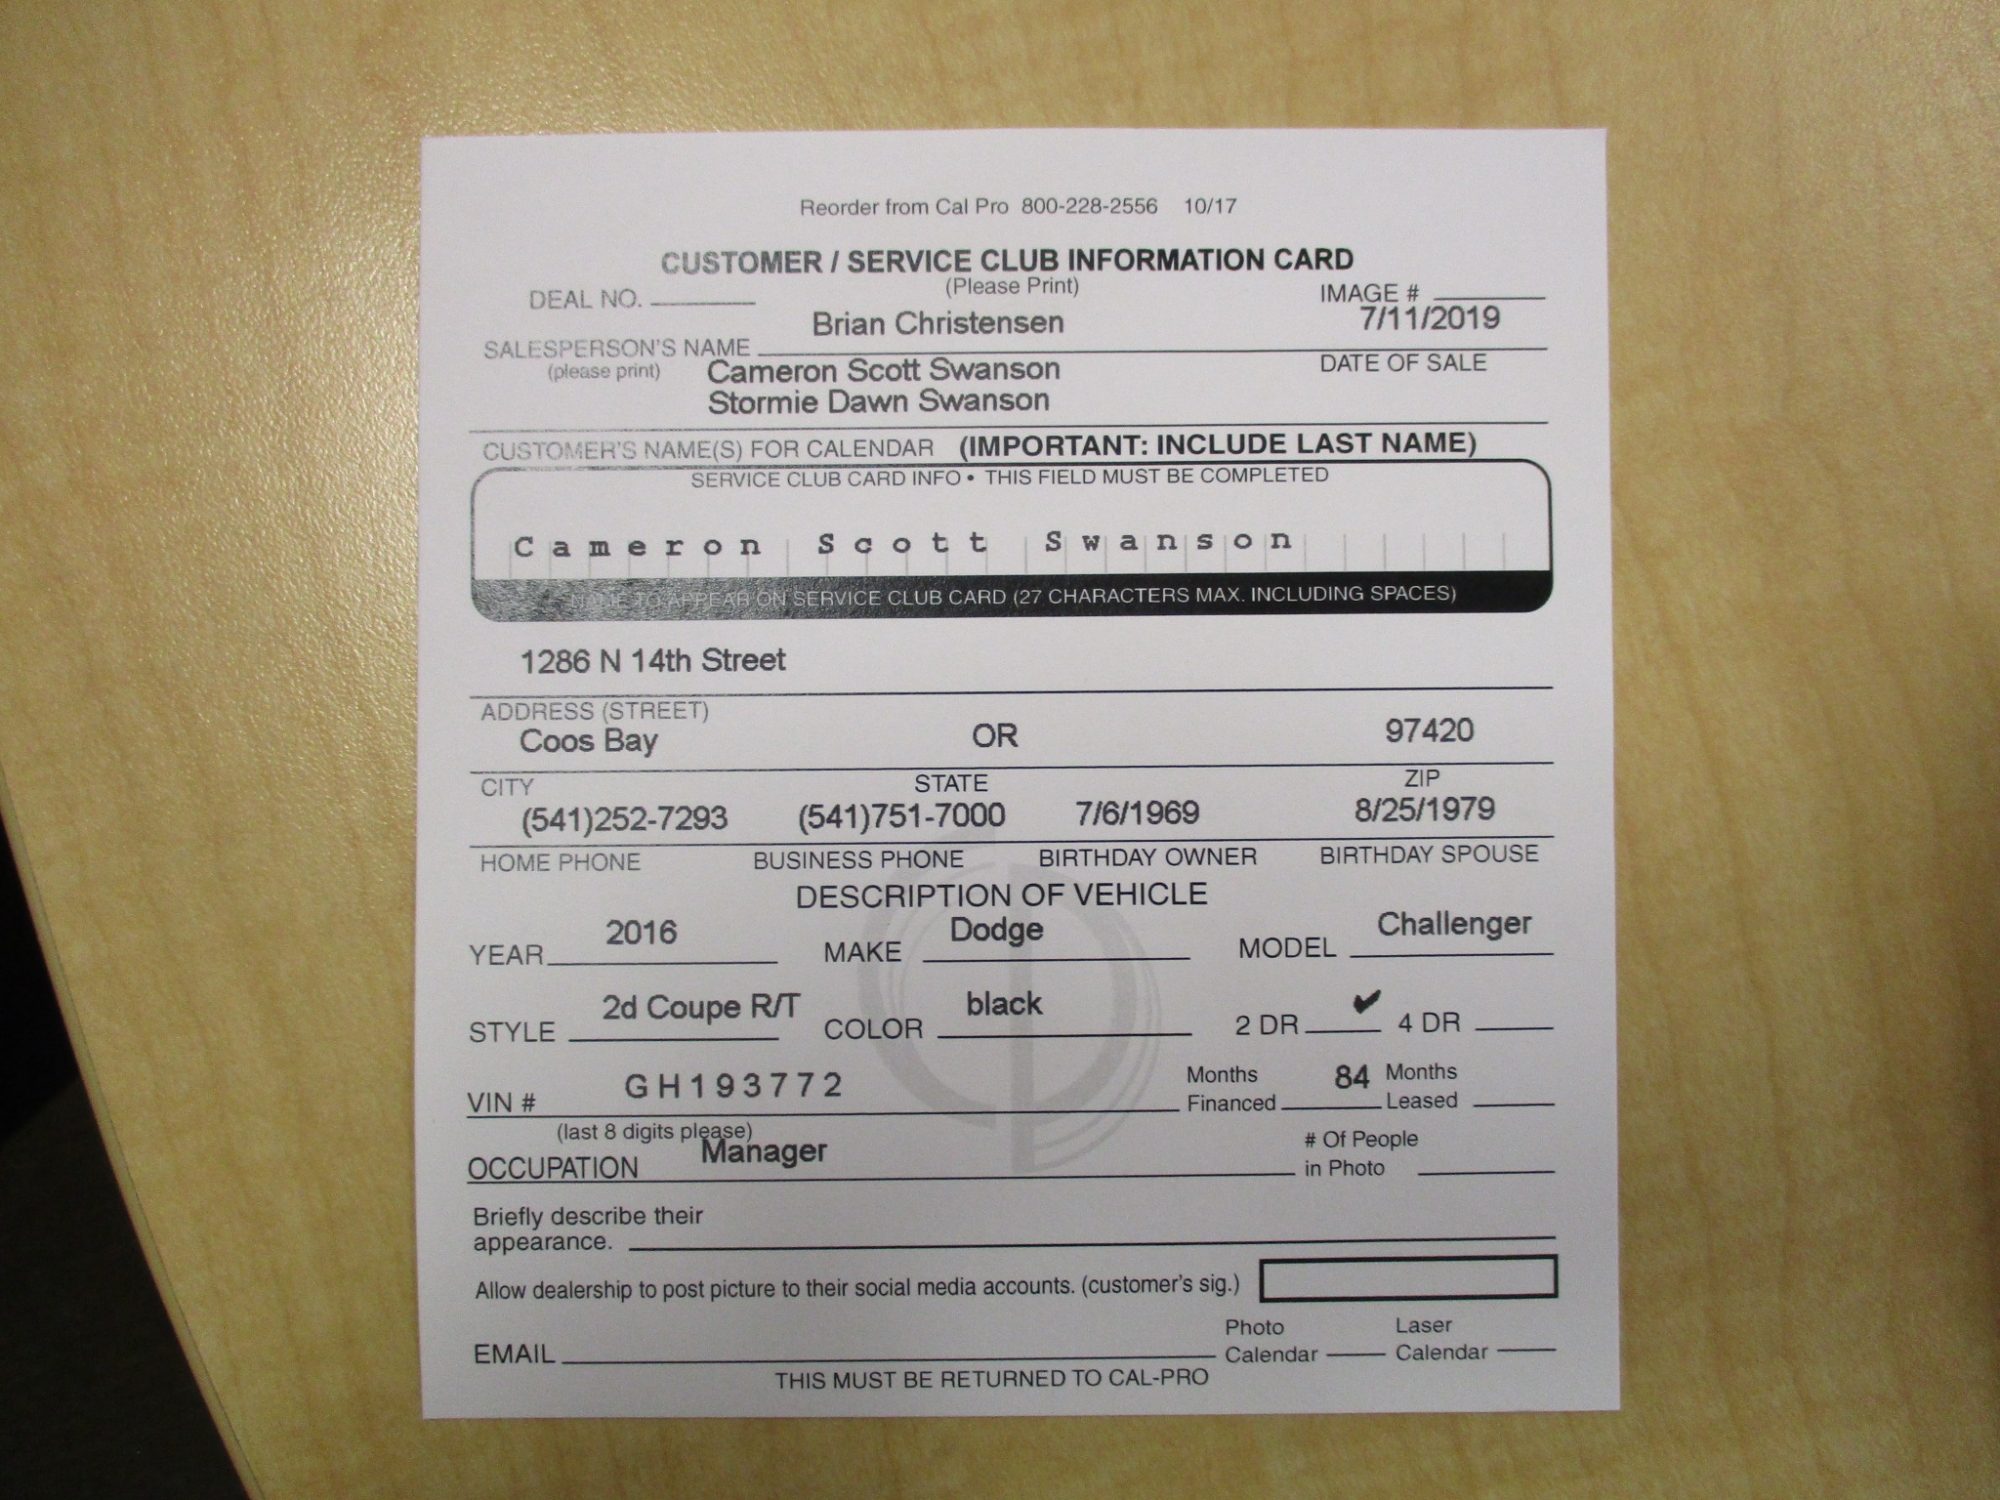 Reorder from Cal Pro 800-228-2556 10/17
CUSTOMER / SERVICE CLUB INFORMATION CARD
(Please Print)
DEAL NO.
IMAGE #
Brian Christensen
7/11/2019
SALESPERSON'S NAME
(please print)
DATE OF SALE
Cameron Scott Swanson
Stormie Dawn Swanson
CUSTOMER'S NAME(S) FOR CALENDAR (IMPORTANT: INCLUDE LAST NAME)
SERVICE CLUB CARD INFO • THIS FIELD MUST BE COMPLETED
Cameron Scott Swanson
NAME TO APPEAR ON SERVICE CLUB CARD (27 CHARACTERS MAX. INCLUDING SPACES)
1286 N 14th Street
ADDRESS (STREET)
Coos Bay OR 97420
CITY STATE ZIP
(541)252-7293 (541)751-7000 7/6/1969 8/25/1979
HOME PHONE BUSINESS PHONE BIRTHDAY OWNER BIRTHDAY SPOUSE
DESCRIPTION OF VEHICLE
YEAR 2016 MAKE Dodge MODEL Challenger
STYLE 2d Coupe R/T COLOR black 2 DR ✔ 4 DR
VIN # GH193772 Months Financed 84 Months Leased
(last 8 digits please)
OCCUPATION Manager # Of People in Photo
Briefly describe their
appearance.
Allow dealership to post picture to their social media accounts. (customer's sig.)
EMAIL Photo Calendar Laser Calendar
THIS MUST BE RETURNED TO CAL-PRO